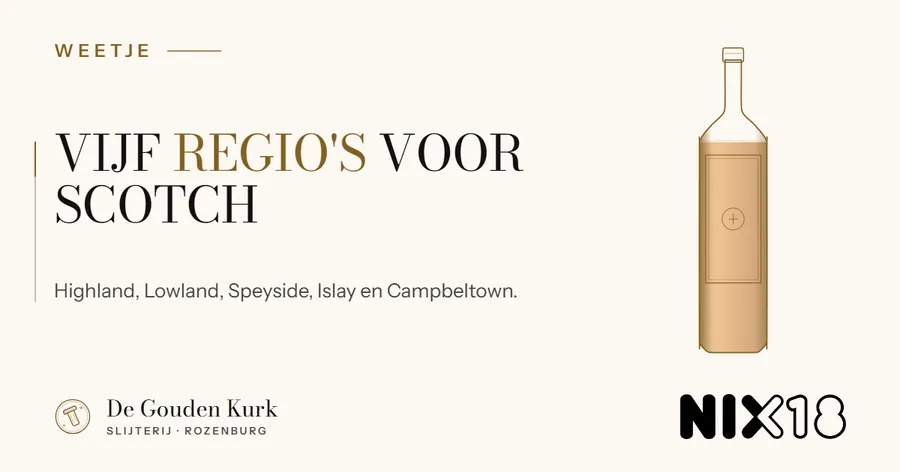 WEETJE
VIJF REGIO'S VOOR
SCOTCH
Highland, Lowland, Speyside, Islay en Campbeltown.
De Gouden Kurk
SLIJTERIJ · ROZENBURG
NIX18